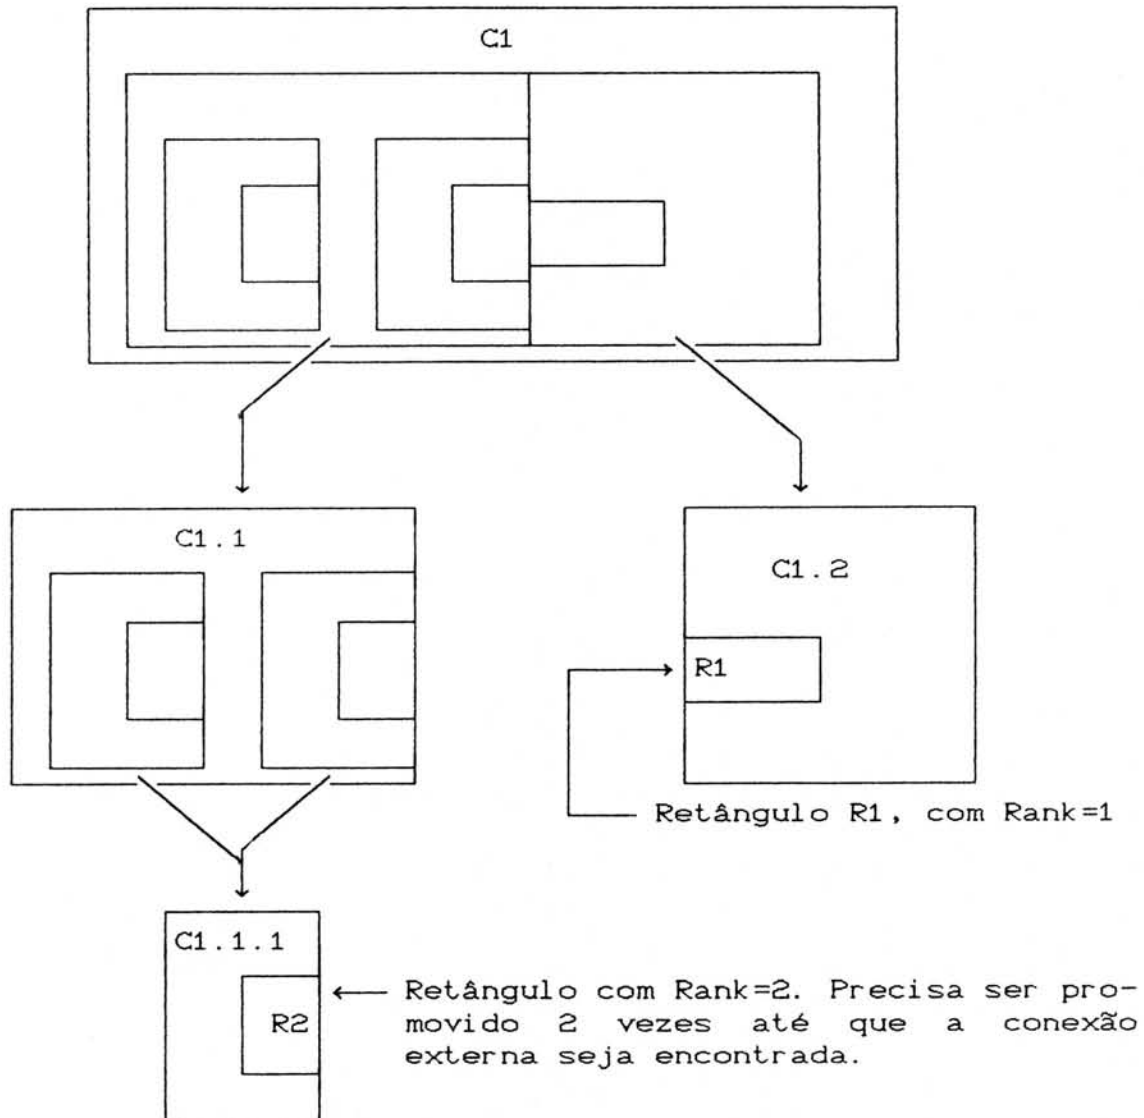 C1
C1.1
C1.2
R1
Retângulo R1, com Rank=1
C1.1.1
R2
Retângulo com Rank=2. Precisa ser pro-
movido 2 vezes até que a conexão
externa seja encontrada.